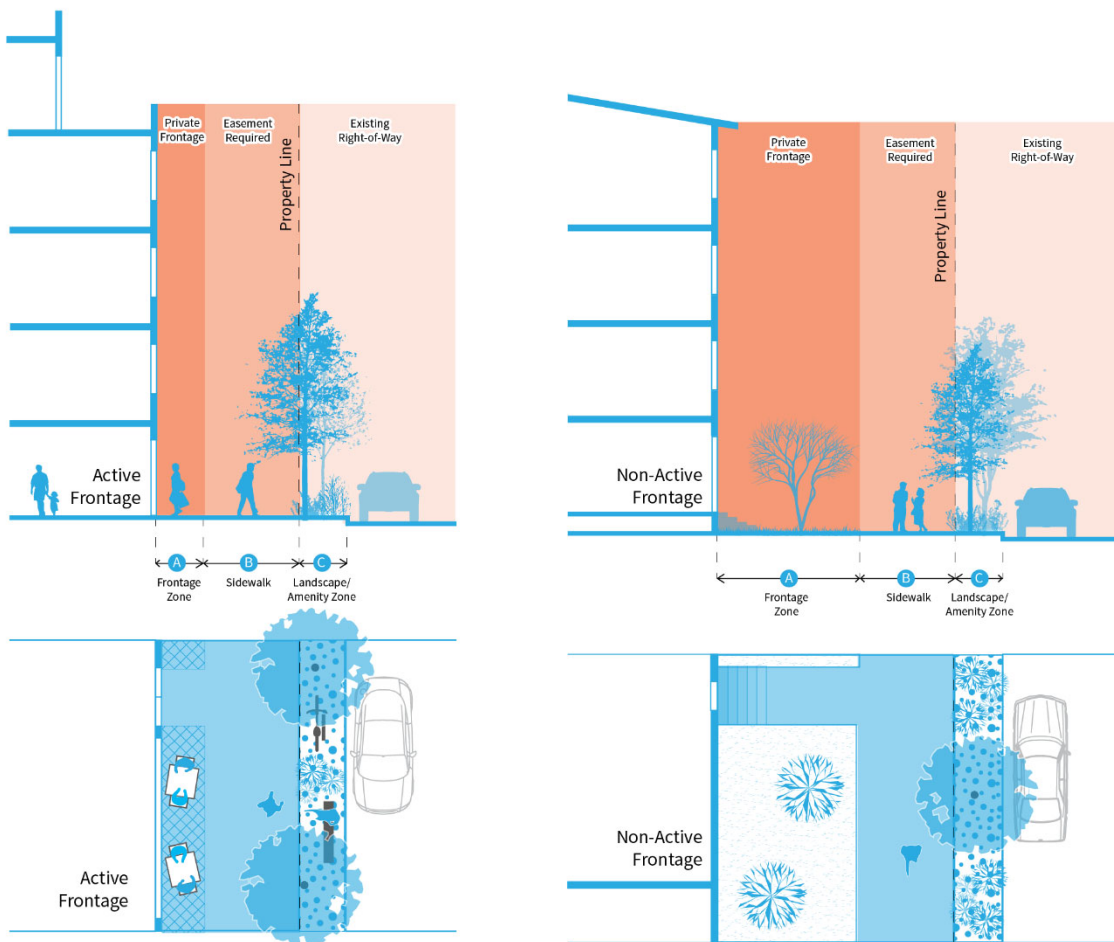 Private
Frontage
Easement
Required
Existing
Right-of-Way
Property Line
Active
Frontage
A
B
C
Frontage
Zone
Sidewalk
Landscape/
Amenity Zone
Active
Frontage
Private
Frontage
Easement
Required
Existing
Right-of-Way
Property Line
Non-Active
Frontage
A
B
C
Frontage
Zone
Sidewalk
Landscape/
Amenity Zone
Non-Active
Frontage